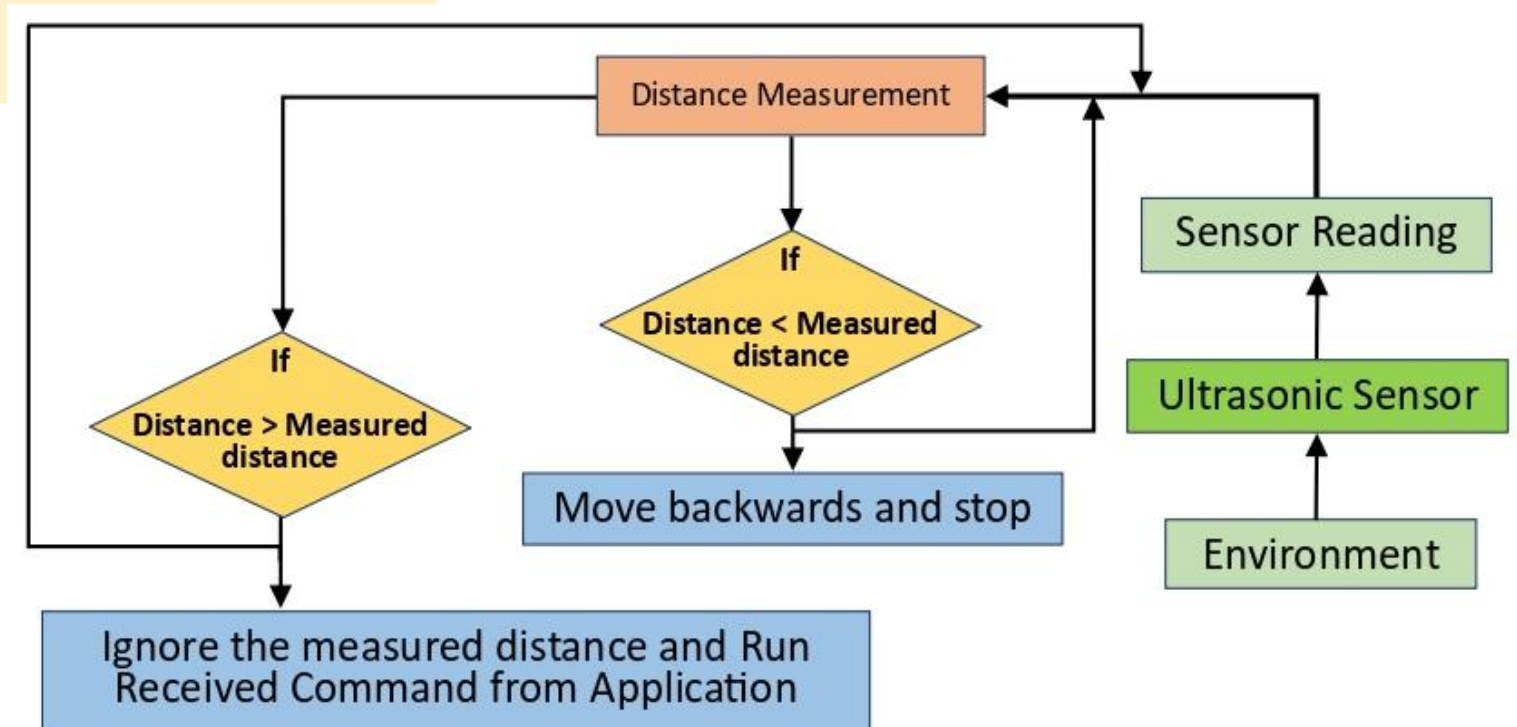 Distance Measurement
Sensor Reading
If
Distance < Measured
distance
If
Distance > Measured
distance
Ultrasonic Sensor
Move backwards and stop
Environment
Ignore the measured distance and Run
Received Command from Application